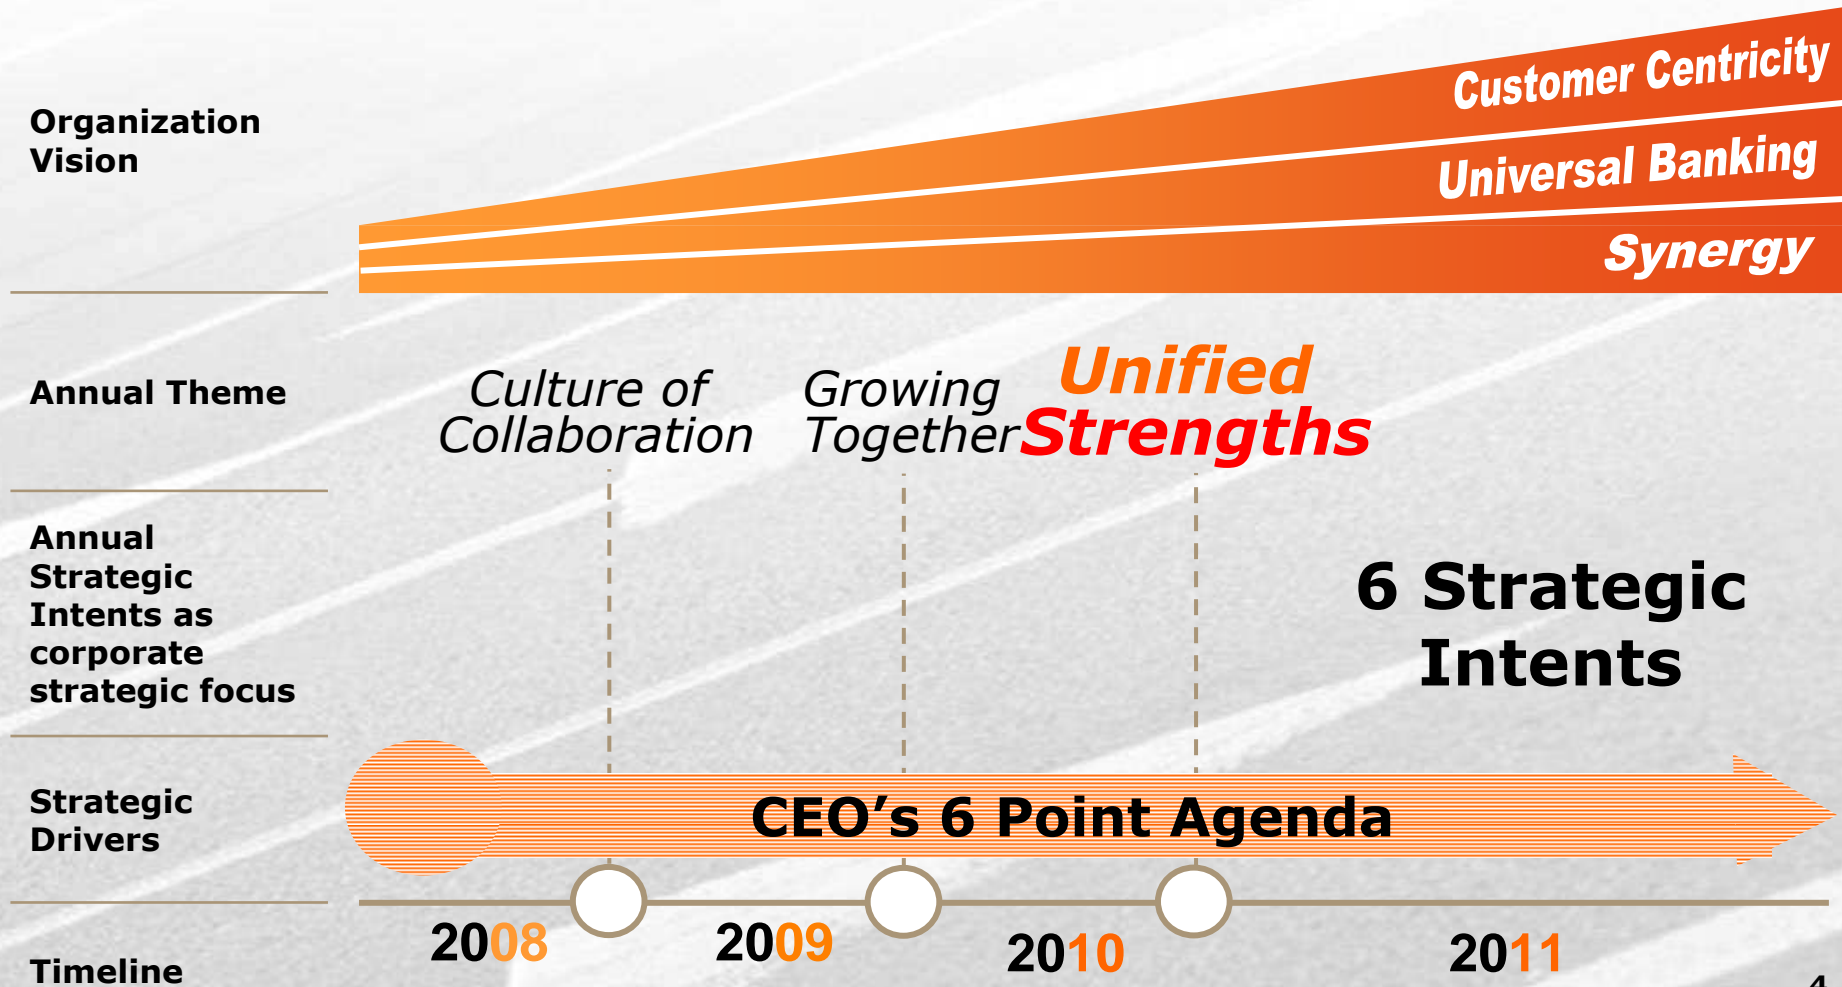 Customer Centricity
Organization
Vision
Universal Banking
Synergy
Annual Theme
Culture of
Collaboration
Growing
Together
Unified
Strengths
Annual
Strategic
Intents as
corporate
strategic focus
6 Strategic
Intents
Strategic
Drivers
CEO’s 6 Point Agenda
2008
2009
2010
2011
Timeline
4